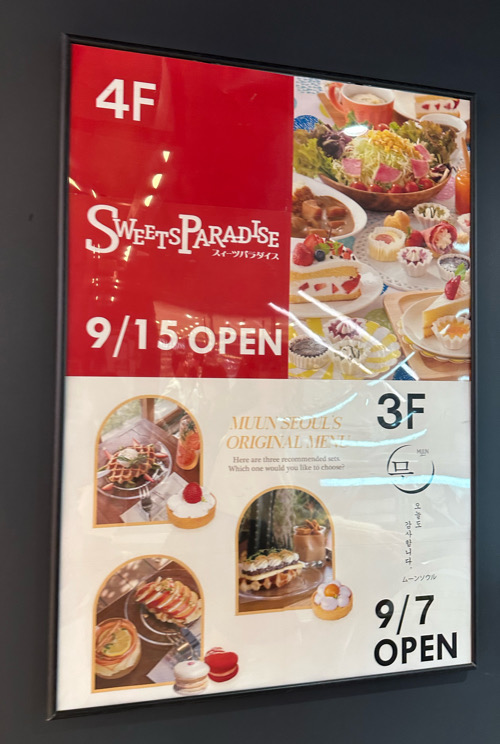 4F
SWEETSPARADISE
スイーツパラダイス
9/15 OPEN
MUUN SEOUL'S
ORIGINAL MENU
Here are three recommended sets.
Which one would you like to choose?
3F
MUUN
무
오늘도
감사합니다.
ムーンソウル
9/7
OPEN